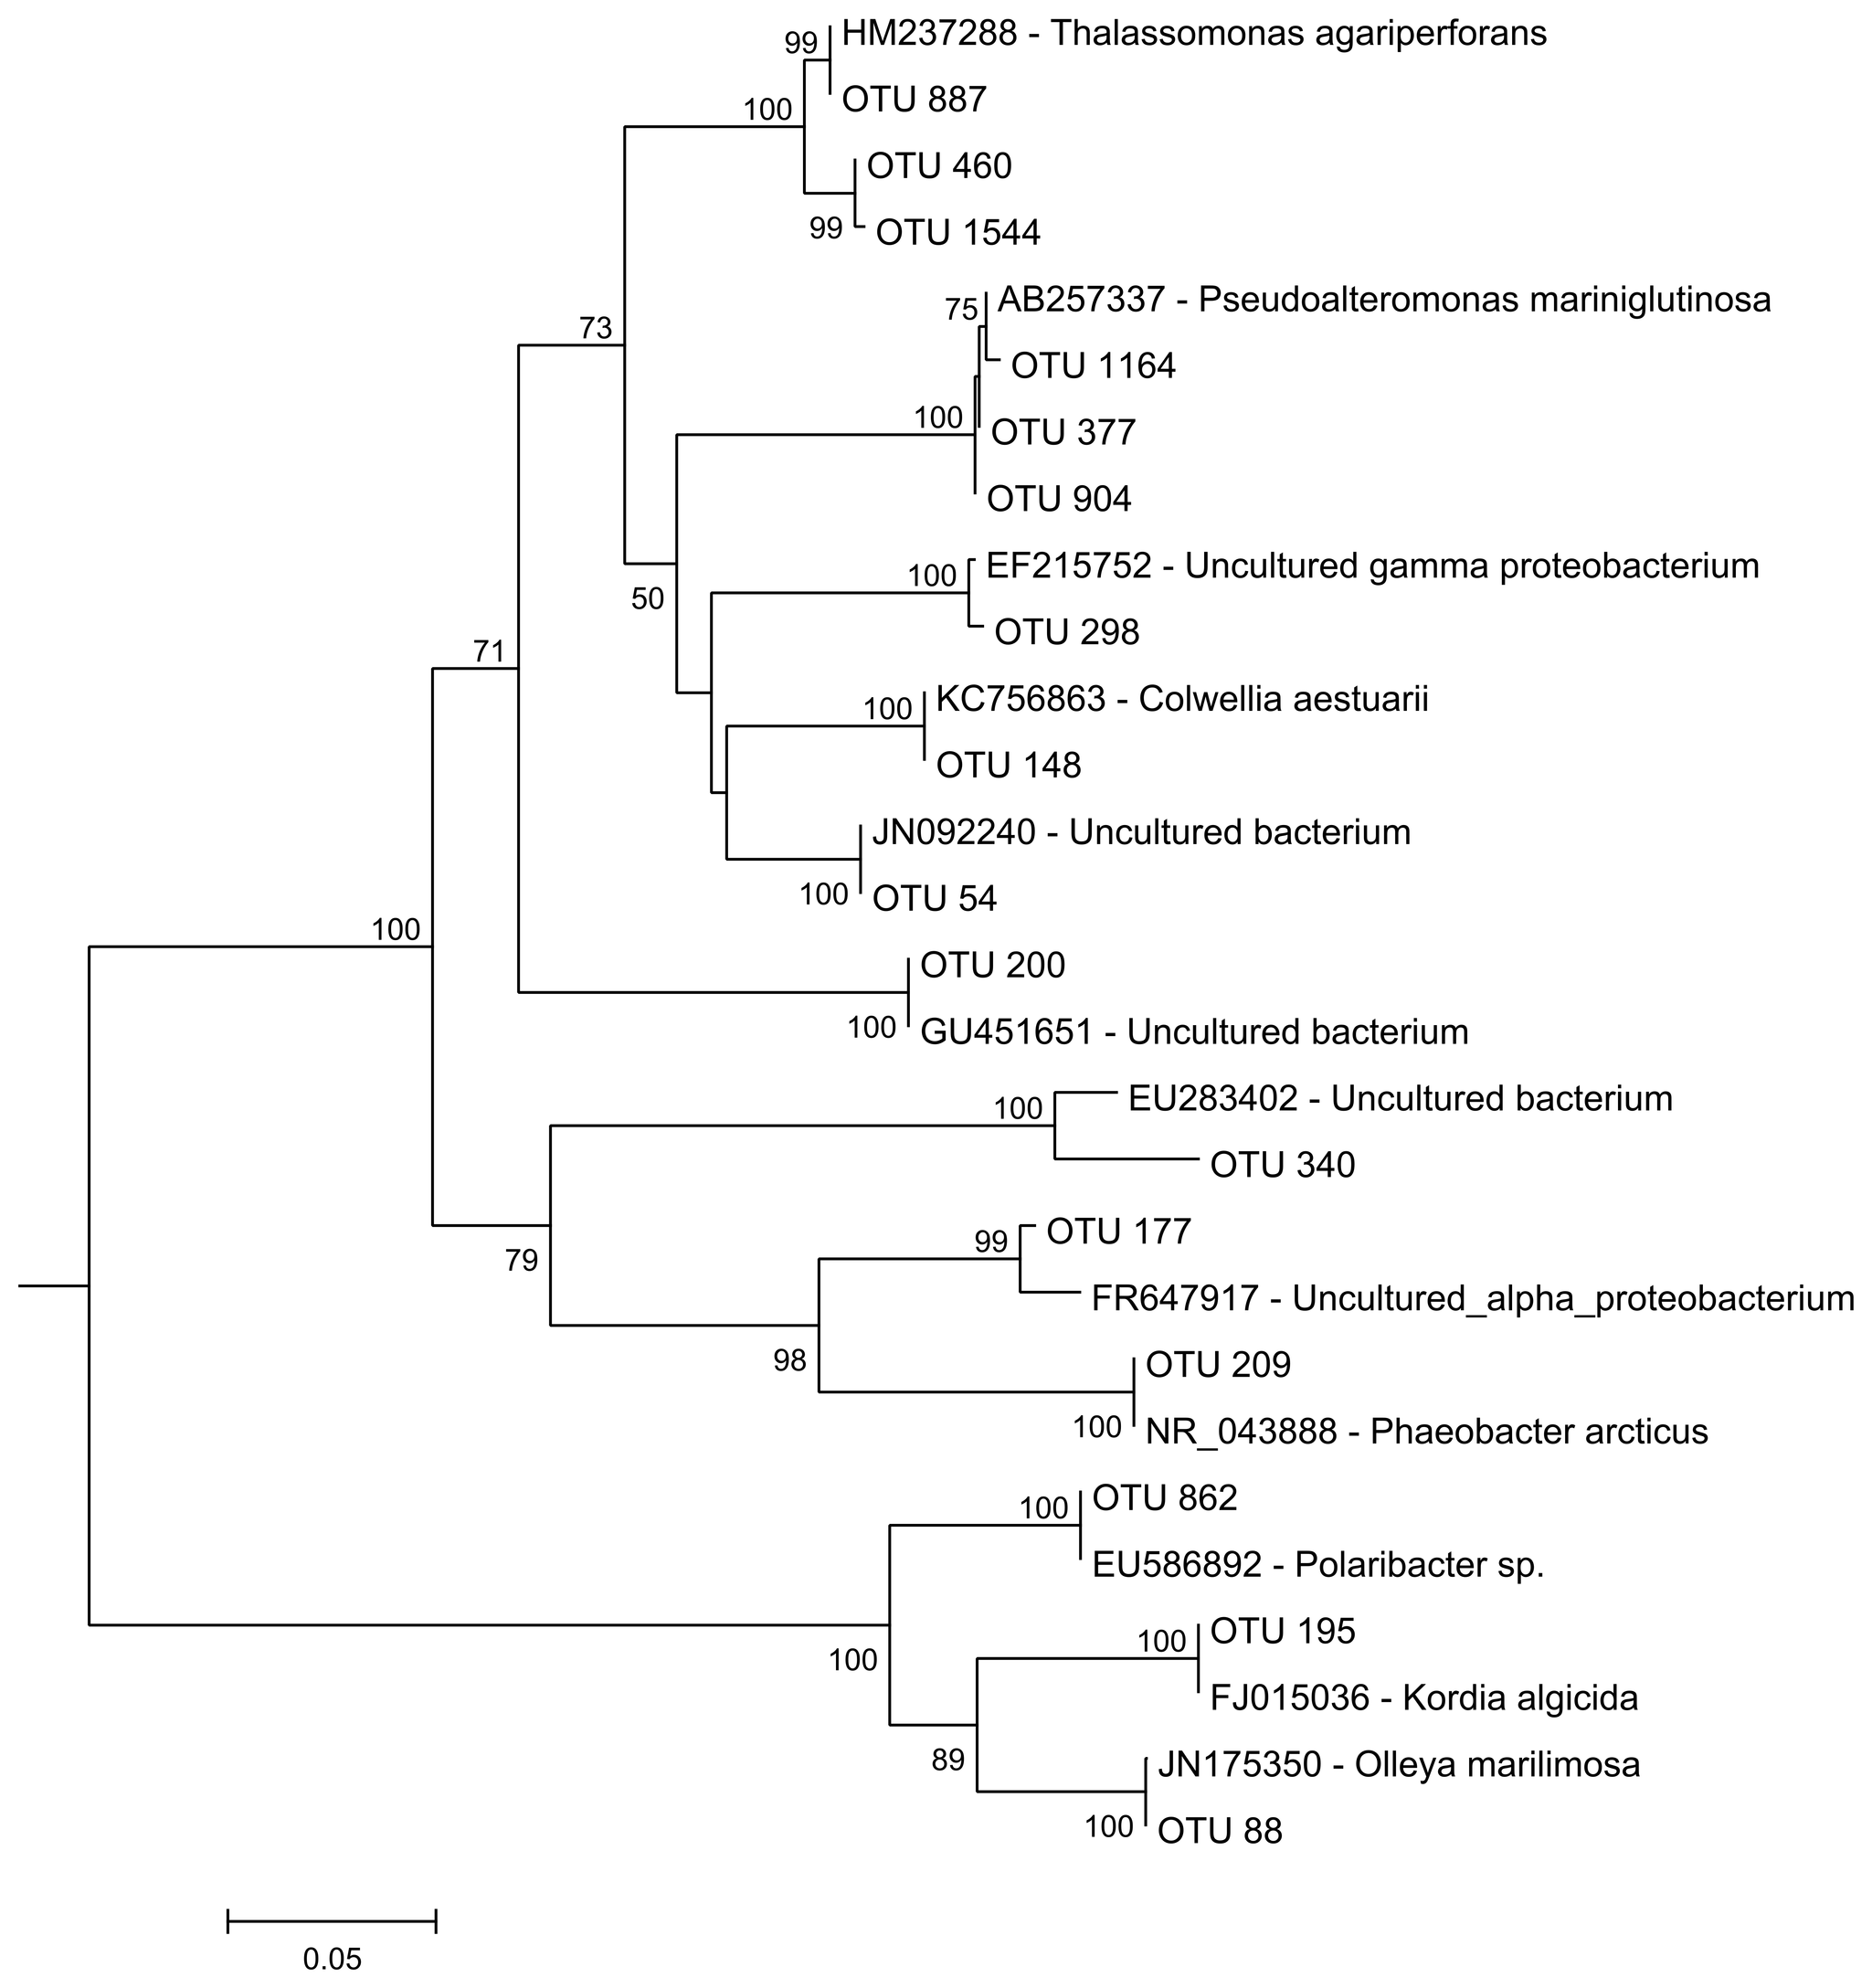 99
HM237288 - Thalassomonas agariperforans
OTU 887
100
OTU 460
99
OTU 1544
75
AB257337 - Pseudoalteromonas mariniglutinosa
73
OTU 1164
100
OTU 377
OTU 904
100
EF215752 - Uncultured gamma proteobacterium
50
OTU 298
71
100
KC756863 - Colwellia aestuarii
OTU 148
JN092240 - Uncultured bacterium
100
OTU 54
100
OTU 200
100
GU451651 - Uncultured bacterium
100
EU283402 - Uncultured bacterium
OTU 340
99
OTU 177
79
FR647917 - Uncultured_alpha_proteobacterium
98
OTU 209
100
NR_043888 - Phaeobacter arcticus
100
OTU 862
EU586892 - Polaribacter sp.
100
OTU 195
100
FJ015036 - Kordia algicida
89
JN175350 - Olleya marilimosa
100
OTU 88
0.05